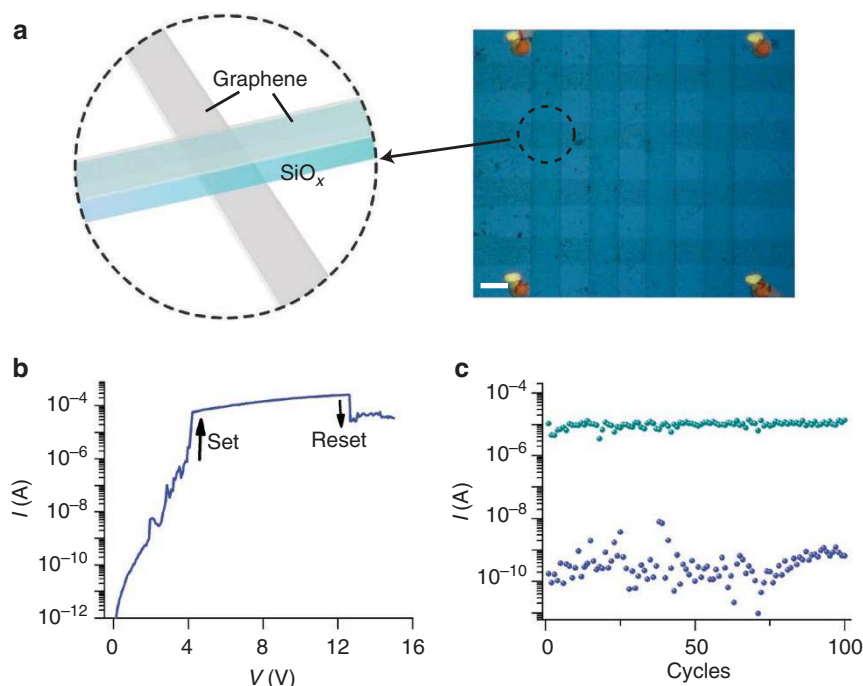 a
Graphene
SiOx
b
10⁻⁴
10⁻⁶
10⁻⁸
10⁻¹⁰
10⁻¹²
I (A)
Set
Reset
0
4
8
12
16
V (V)
c
10⁻⁴
10⁻⁶
10⁻⁸
10⁻¹⁰
I (A)
0
50
100
Cycles